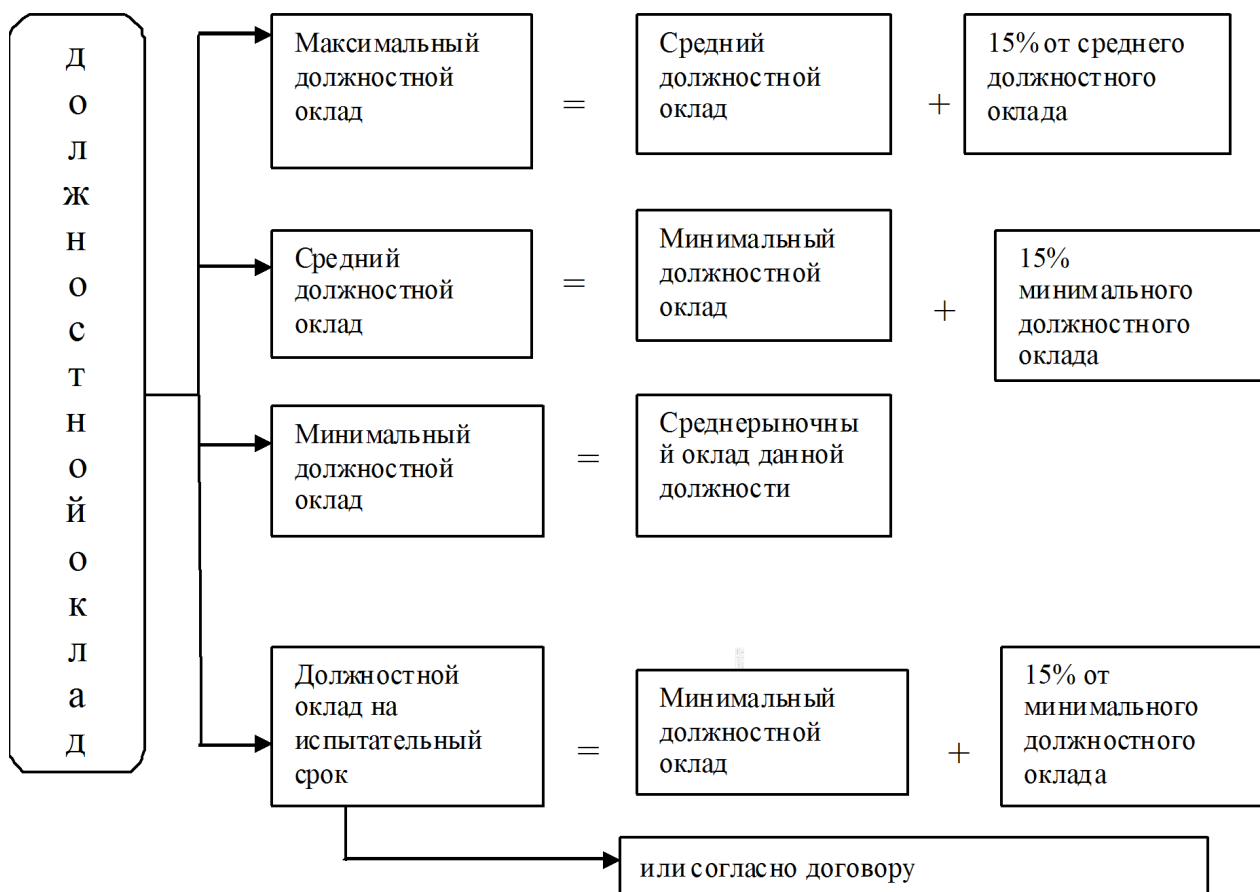 должностной оклад
Максимальный
должностной
оклад
=
Средний
должностной
оклад
+
15% от среднего
должностного
оклада
Средний
должностной
оклад
=
Минимальный
должностной
оклад
+
15%
минимального
должностного
оклада
Минимальный
должностной
оклад
=
Среднерыночны
й оклад данной
должности
Должностной
оклад на
испытательный
срок
=
Минимальный
должностной
оклад
+
15% от
минимального
должностного
оклада
или согласно договору